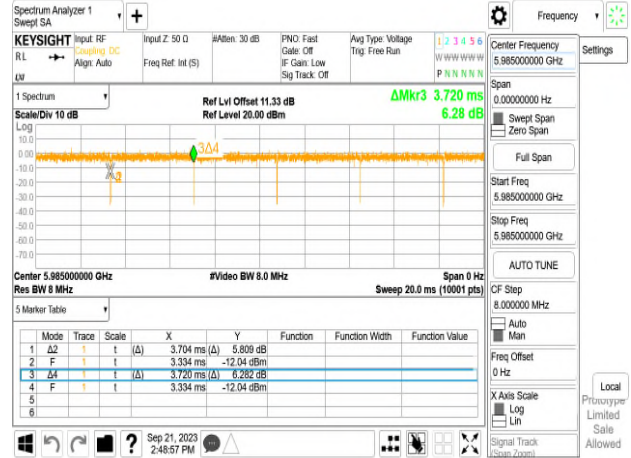 Spectrum Analyzer 1
Swept SA
Frequency
KEYSIGHT Input: RF Input Z: 50 Ω #Atten: 30 dB PNO: Fast Avg Type: Voltage 1 2 3 4 5 6
RL Coupling: DC Gate: Off Trig: Free Run W W W W W W
Align: Auto Freq Ref: Int (S) IF Gain: Low P N N N N N
Sig Track: Off
1 Spectrum
Ref Lvl Offset 11.33 dB ΔMkr3 3.720 ms
Scale/Div 10 dB Ref Level 20.00 dBm 6.28 dB
Log
10.0
0.00
-10.0
-20.0
-30.0
-40.0
-50.0
-60.0
-70.0
3Δ4
Center 5.985000000 GHz #Video BW 8.0 MHz Span 0 Hz
Res BW 8 MHz Sweep 20.0 ms (10001 pts)
5 Marker Table
Mode Trace Scale X Y Function Function Width Function Value
1 Δ2 1 t (Δ) 3.704 ms (Δ) 5.809 dB
2 F 1 t 3.334 ms -12.04 dBm
3 Δ4 1 t (Δ) 3.720 ms (Δ) 6.282 dB
4 F 1 t 3.334 ms -12.04 dBm
5
6
? Sep 21, 2023
2:48:57 PM
Center Frequency
5.985000000 GHz
Span
0.00000000 Hz
Swept Span
Zero Span
Full Span
Start Freq
5.985000000 GHz
Stop Freq
5.985000000 GHz
AUTO TUNE
CF Step
8.000000 MHz
Auto
Man
Freq Offset
0 Hz
X Axis Scale
Log
Lin
Signal Track
(Span Zoom)
Settings
Local
Prototype
Limited
Sale
Allowed